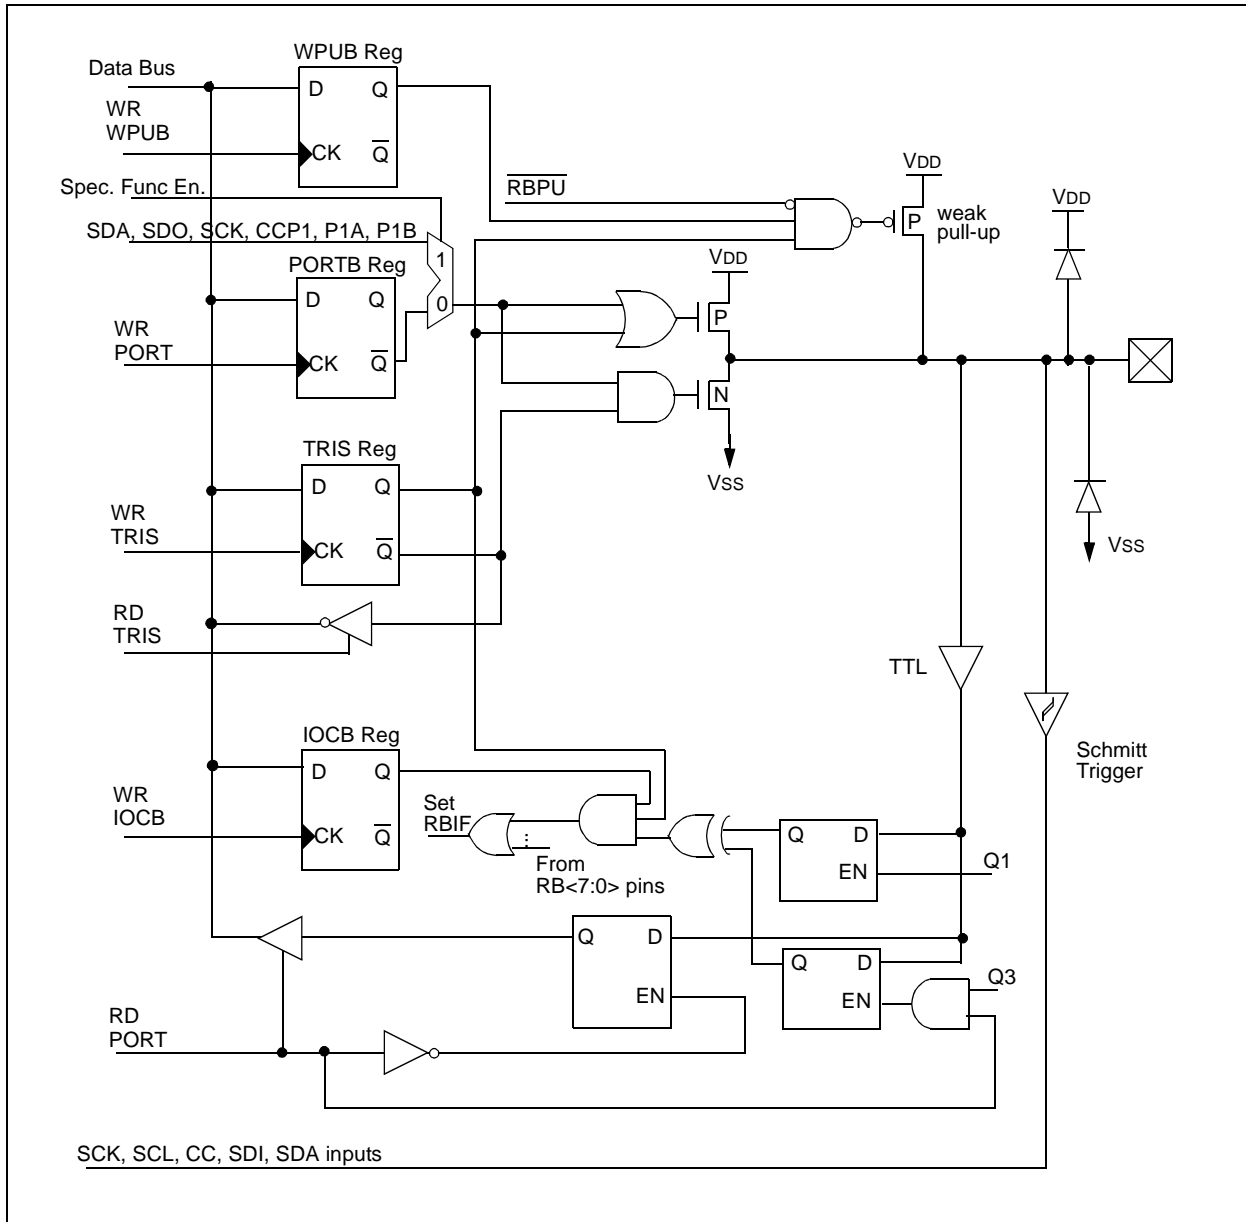 WPUB Reg
Data Bus
D
Q
WR
WPUB
CK
Q̅
Spec. Func En.
R̅B̅P̅U̅
VDD
P
weak
pull-up
VDD
SDA, SDO, SCK, CCP1, P1A, P1B
1
0
PORTB Reg
D
Q
WR
PORT
CK
Q̅
VDD
P
N
VSS
TRIS Reg
D
Q
WR
TRIS
CK
Q̅
VSS
RD
TRIS
TTL
IOCB Reg
D
Q
WR
IOCB
CK
Q̅
Schmitt
Trigger
Set
RBIF
From
RB<7:0> pins
Q
D
EN
Q1
Q
D
EN
Q
D
EN
Q3
RD
PORT
SCK, SCL, CC, SDI, SDA inputs